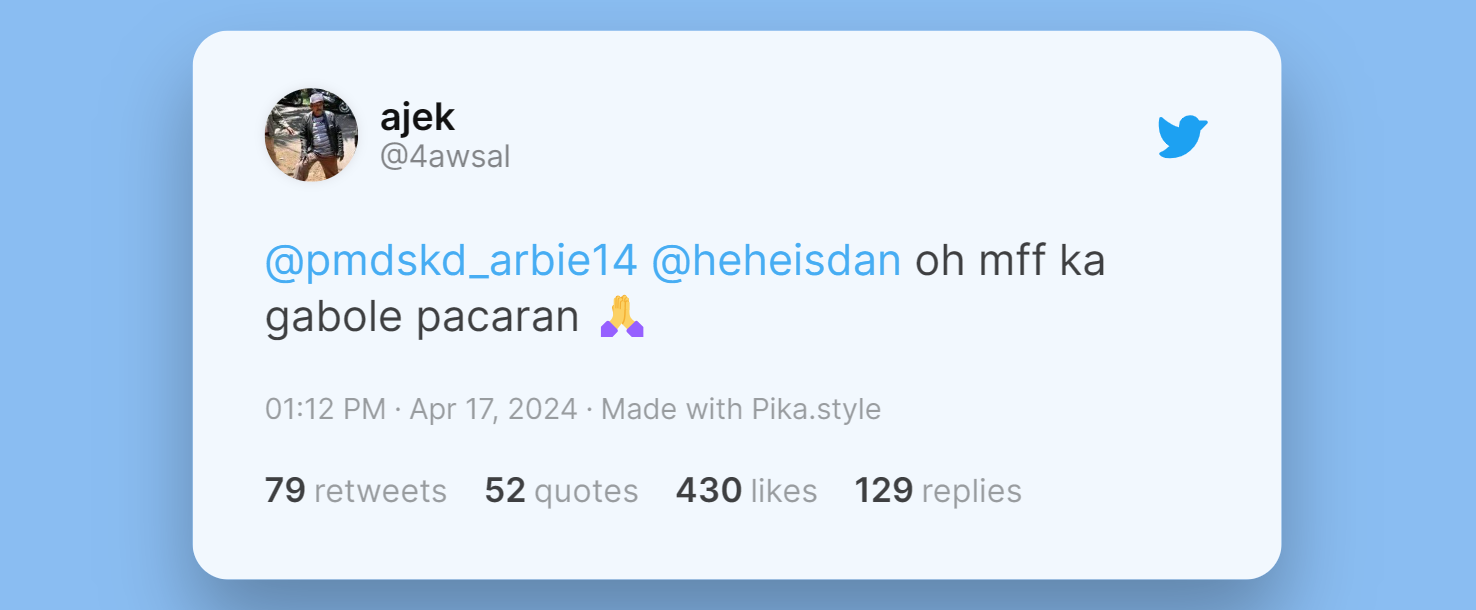 ajek
@4awsal
@pmdskd_arbie14 @heheisdan oh mff ka
gabole pacaran 🙏
01:12 PM · Apr 17, 2024 · Made with Pika.style
79 retweets 52 quotes 430 likes 129 replies